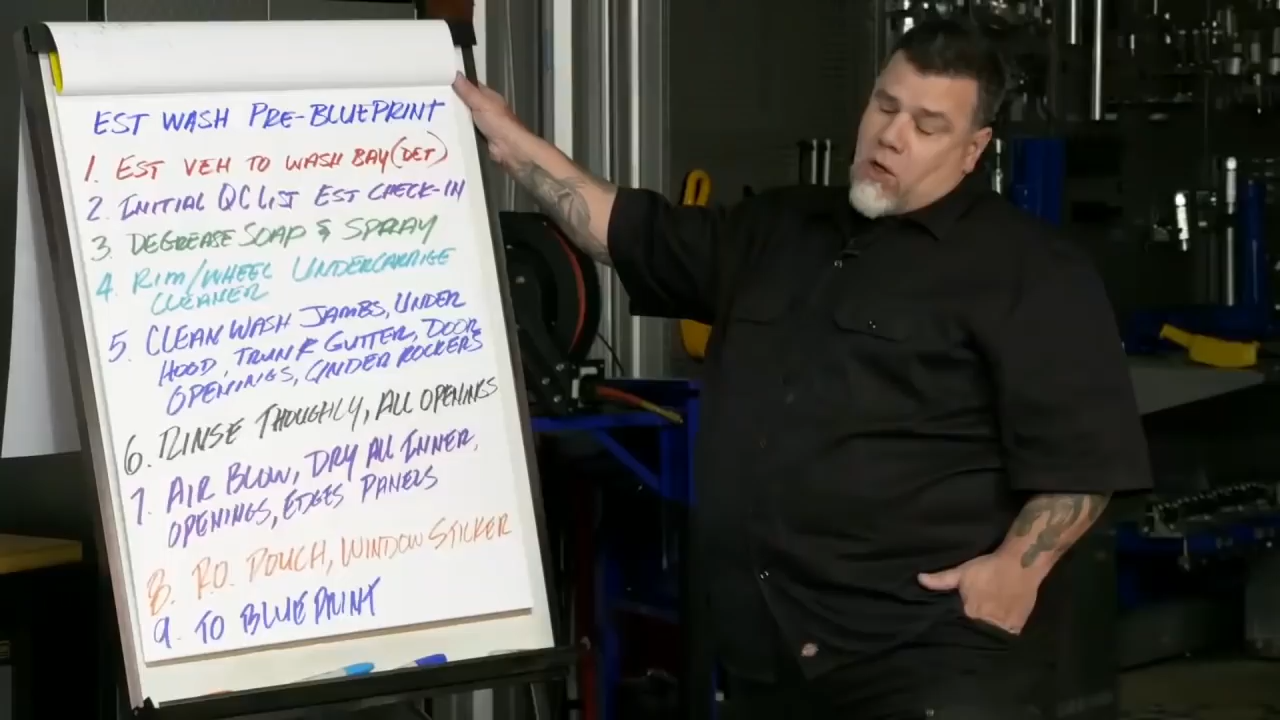 EST WASH PRE-BLUEPRINT
1. EST VEH TO WASH BAY (DET)
2. INITIAL QC LIST EST CHECK-IN
3. DEGREASE SOAP & SPRAY
4. RIM/WHEEL UNDERCARRIGE
CLEANER
5. CLEAN WASH JAMBS, UNDER
HOOD, TRUNK GUTTER, DOOR
OPENINGS, UNDER ROCKERS
6. RINSE THOUGHLY, ALL OPENINGS
7. AIR BLOW, DRY ALL INNER,
OPENINGS, EDGES PANELS
8. R.O. POUCH, WINDOW STICKER
9. TO BLUEPRINT